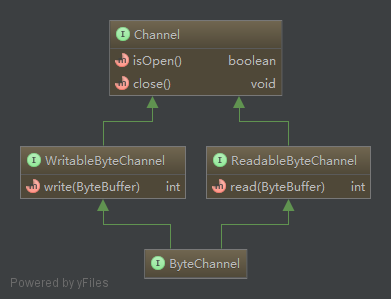 I Channel
m isOpen() boolean
m close() void
I WritableByteChannel
m write(ByteBuffer) int
I ReadableByteChannel
m read(ByteBuffer) int
I ByteChannel
Powered by yFiles